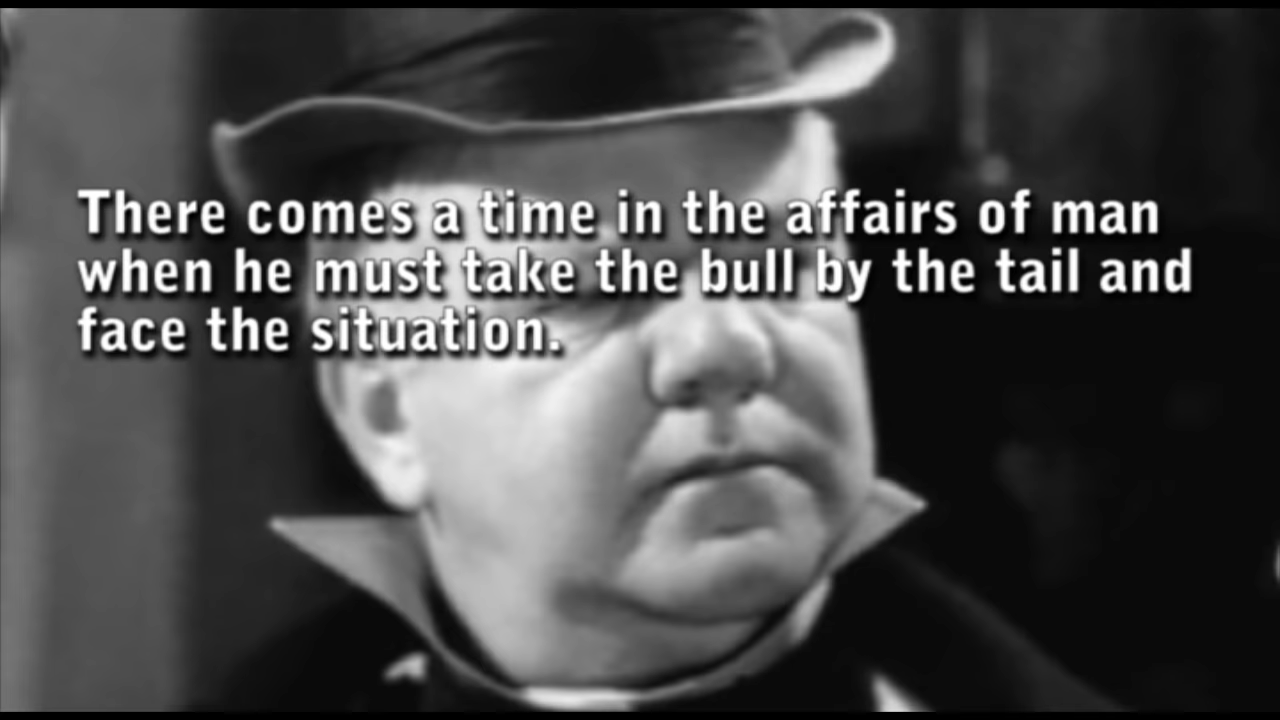 There comes a time in the affairs of man
when he must take the bull by the tail and
face the situation.